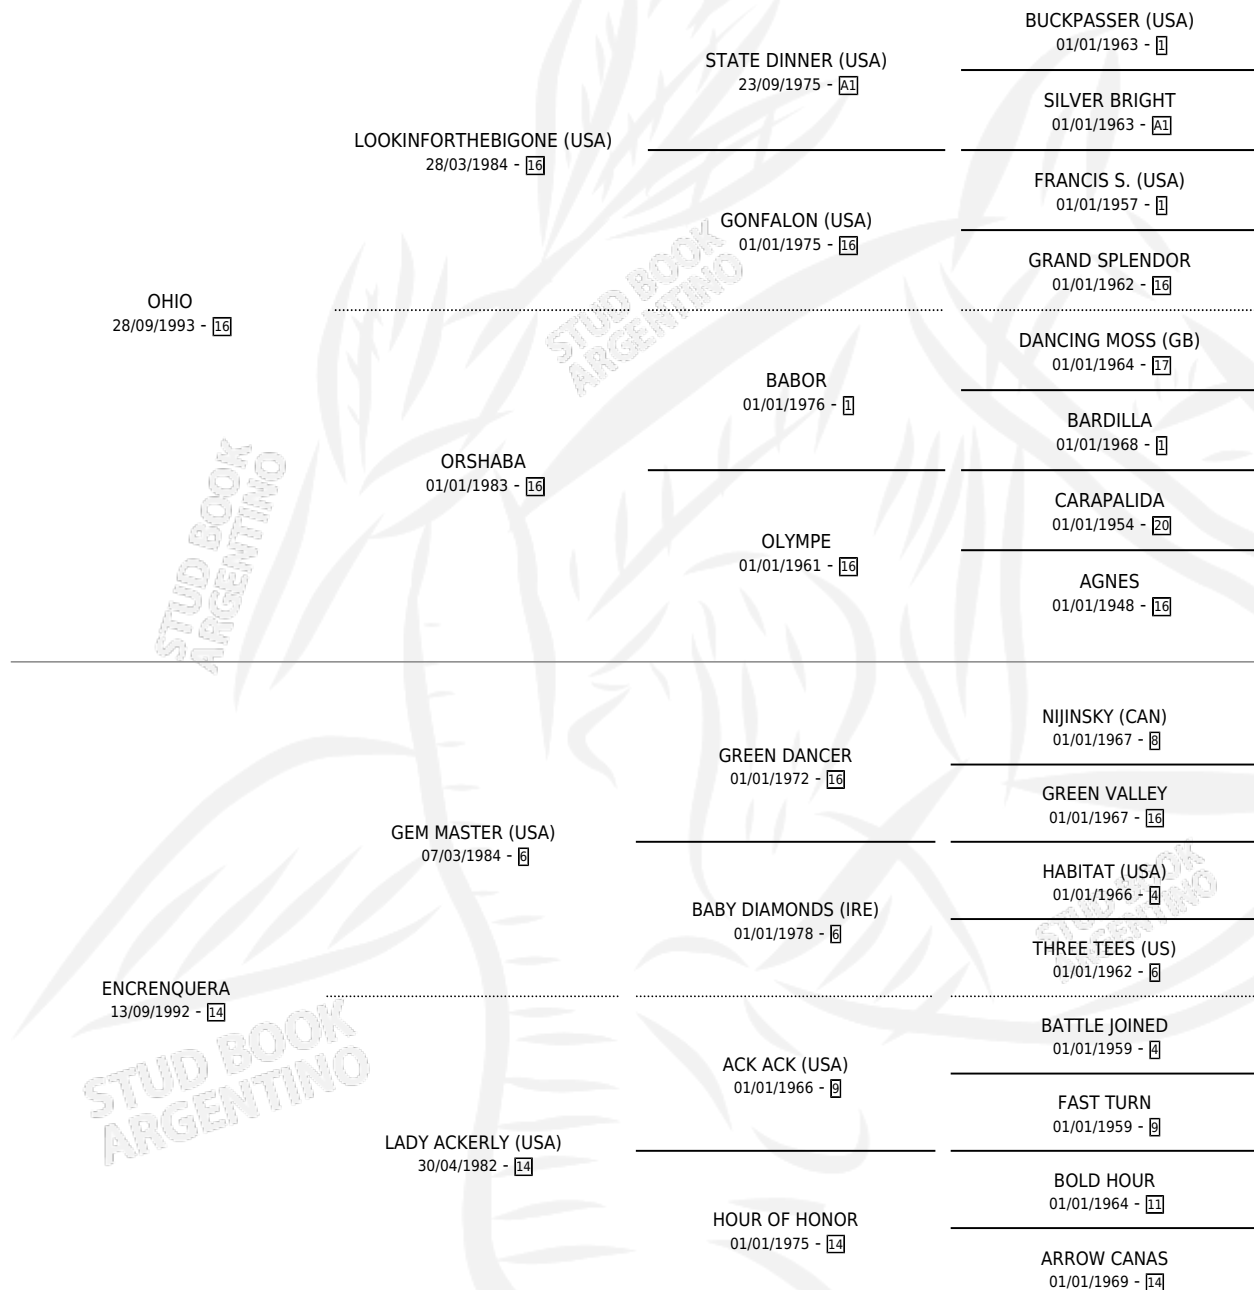 BUCKPASSER (USA)
01/01/1963 - 1
STATE DINNER (USA)
23/09/1975 - A1
SILVER BRIGHT
01/01/1963 - A1
LOOKINFORTHEBIGONE (USA)
28/03/1984 - 16
FRANCIS S. (USA)
01/01/1957 - 1
GONFALON (USA)
01/01/1975 - 16
GRAND SPLENDOR
01/01/1962 - 16
OHIO
28/09/1993 - 16
STUD BOOK
ARGENTINO
DANCING MOSS (GB)
01/01/1964 - 17
BABOR
01/01/1976 - 1
BARDILLA
01/01/1968 - 1
ORSHABA
01/01/1983 - 16
CARAPALIDA
01/01/1954 - 20
OLYMPE
01/01/1961 - 16
AGNES
01/01/1948 - 16
STUD BOOK
ARGENTINO
NIJINSKY (CAN)
01/01/1967 - 8
GREEN DANCER
01/01/1972 - 16
GREEN VALLEY
01/01/1967 - 16
GEM MASTER (USA)
07/03/1984 - 6
HABITAT (USA)
01/01/1966 - 4
BABY DIAMONDS (IRE)
01/01/1978 - 6
STUD BOOK
ARGENTINO
THREE TEES (US)
01/01/1962 - 6
ENCRENQUERA
13/09/1992 - 14
BATTLE JOINED
01/01/1959 - 4
ACK ACK (USA)
01/01/1966 - 9
FAST TURN
01/01/1959 - 9
STUD BOOK
ARGENTINO
LADY ACKERLY (USA)
30/04/1982 - 14
BOLD HOUR
01/01/1964 - 11
HOUR OF HONOR
01/01/1975 - 14
ARROW CANAS
01/01/1969 - 14